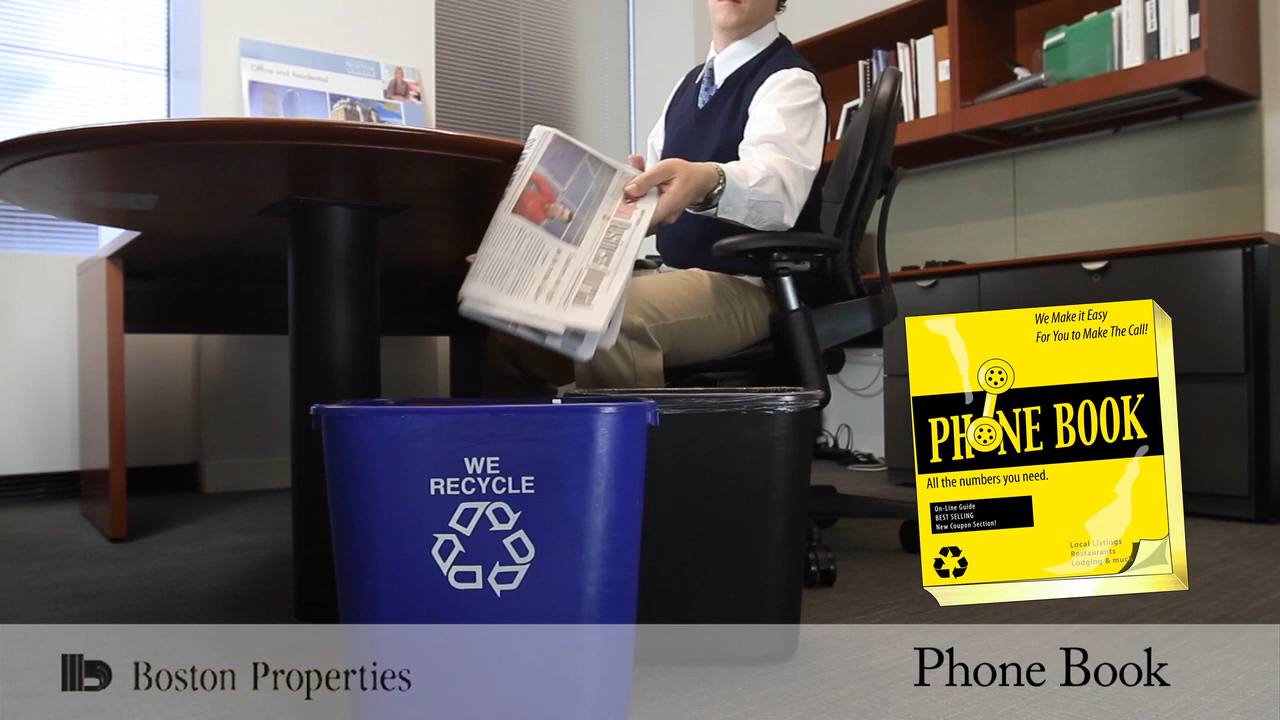 Office and Residential
We Make it Easy
For You to Make The Call!
PHONE BOOK
All the numbers you need.
On-Line Guide
BEST SELLING
New Coupon Section!
Local Listings
Restaurants
WE
RECYCLE
Boston Properties
Phone Book